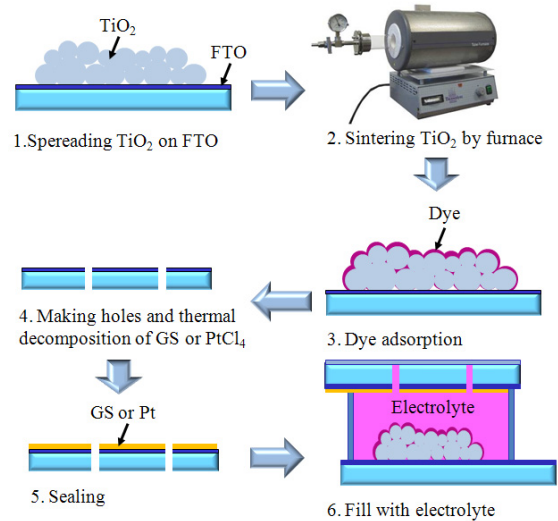 TiO₂
FTO
1.Spereading TiO₂ on FTO
2. Sintering TiO₂ by furnace
Dye
3. Dye adsorption
4. Making holes and thermal
decomposition of GS or PtCl₄
GS or Pt
5. Sealing
Electrolyte
6. Fill with electrolyte